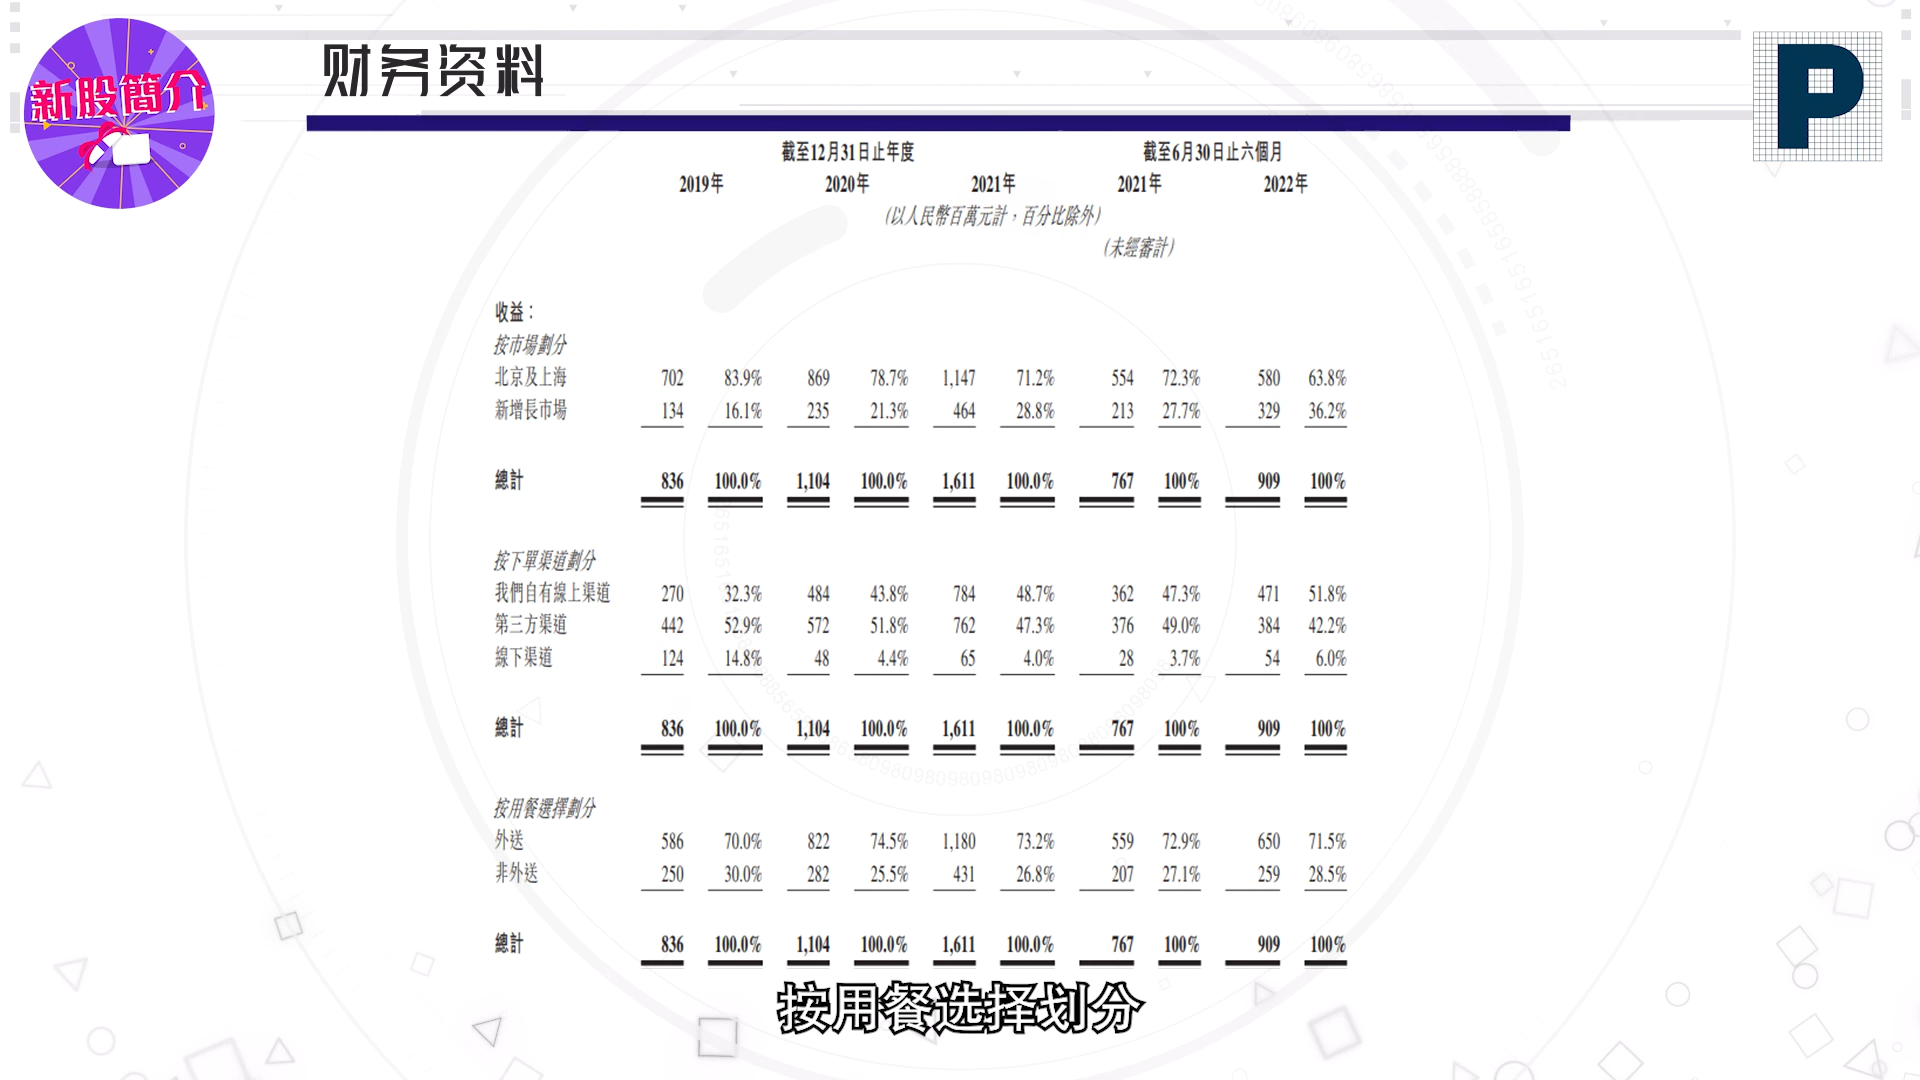 新股簡介
财务资料
P
截至12月31日止年度 截至6月30日止六個月
2019年 2020年 2021年 2021年 2022年
(以人民幣百萬元計，百分比除外)
(未經審計)
收益：
按市場劃分
北京及上海 702 83.9% 869 78.7% 1,147 71.2% 554 72.3% 580 63.8%
新增長市場 134 16.1% 235 21.3% 464 28.8% 213 27.7% 329 36.2%
總計 836 100.0% 1,104 100.0% 1,611 100.0% 767 100% 909 100%
按下單渠道劃分
我們自有線上渠道 270 32.3% 484 43.8% 784 48.7% 362 47.3% 471 51.8%
第三方渠道 442 52.9% 572 51.8% 762 47.3% 376 49.0% 384 42.2%
線下渠道 124 14.8% 48 4.4% 65 4.0% 28 3.7% 54 6.0%
總計 836 100.0% 1,104 100.0% 1,611 100.0% 767 100% 909 100%
按用餐選擇劃分
外送 586 70.0% 822 74.5% 1,180 73.2% 559 72.9% 650 71.5%
非外送 250 30.0% 282 25.5% 431 26.8% 207 27.1% 259 28.5%
總計 836 100.0% 1,104 100.0% 1,611 100.0% 767 100% 909 100%
按用餐选择划分